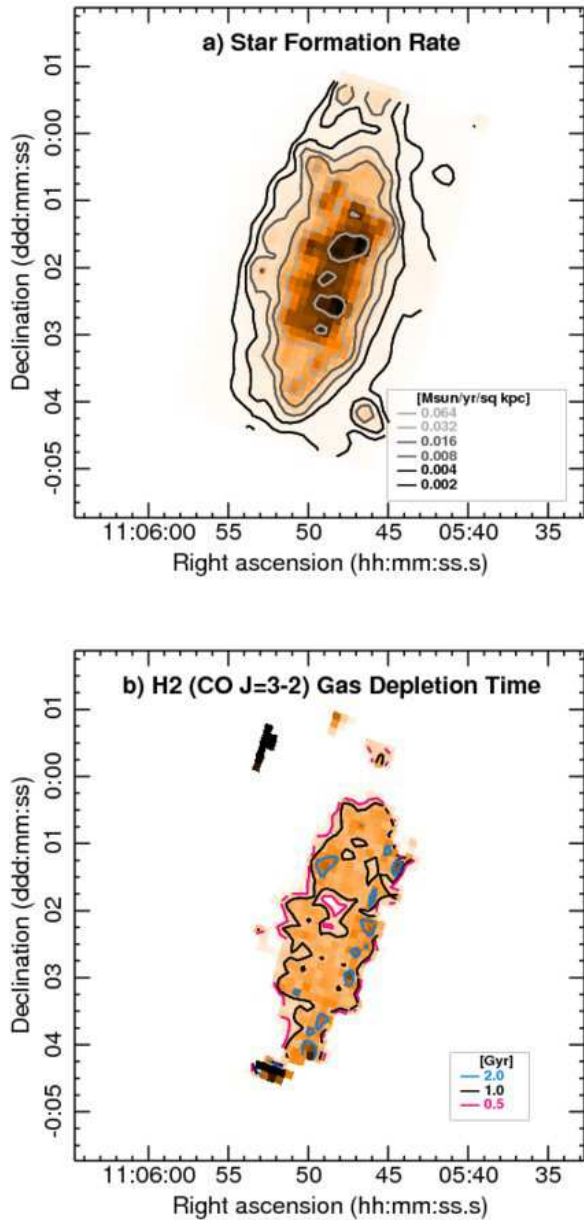 a) Star Formation Rate
01
0:00
01
02
03
04
-0:05
Declination (ddd:mm:ss)
[Msun/yr/sq kpc]
0.064
0.032
0.016
0.008
0.004
0.002
11:06:00 55 50 45 05:40 35
Right ascension (hh:mm:ss.s)
b) H2 (CO J=3-2) Gas Depletion Time
01
0:00
01
02
03
04
-0:05
Declination (ddd:mm:ss)
[Gyr]
2.0
1.0
0.5
11:06:00 55 50 45 05:40 35
Right ascension (hh:mm:ss.s)